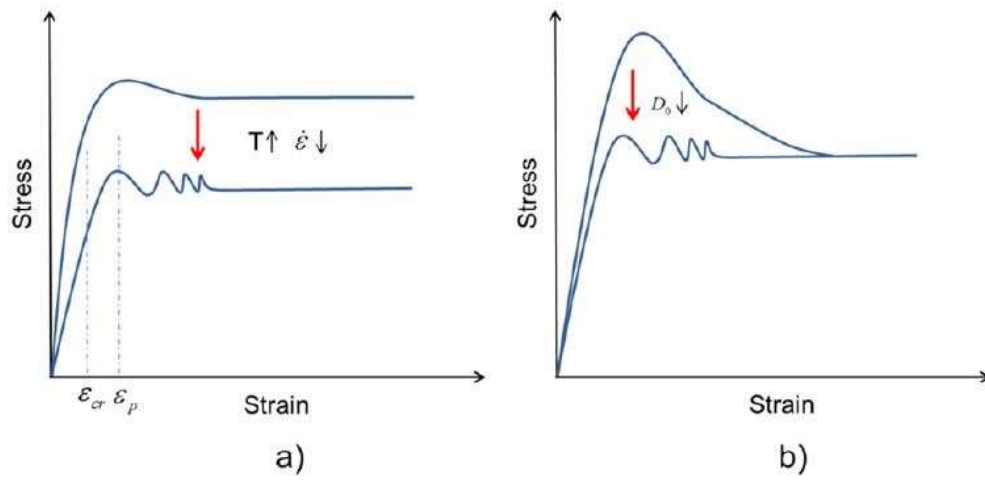 Stress
T↑ ε̇↓
ε_cr ε_p
Strain
a)
Stress
D₀↓
Strain
b)